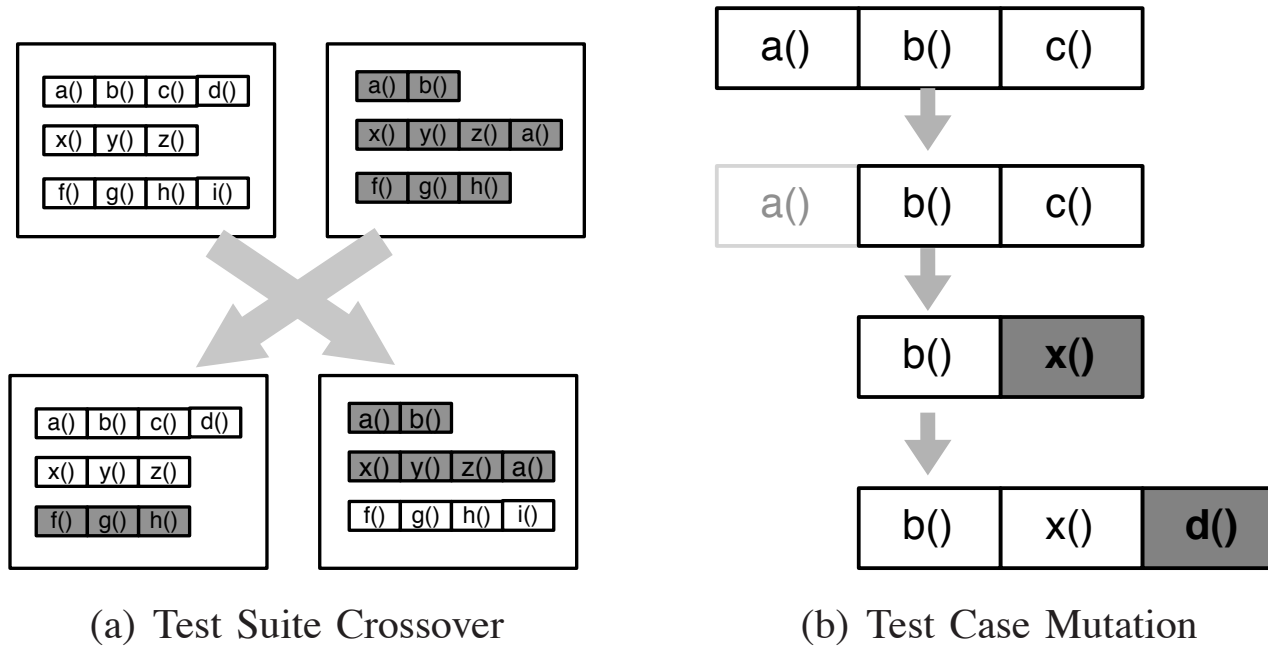 a() b() c() d()
x() y() z()
f() g() h() i()
a() b()
x() y() z() a()
f() g() h()
a() b() c() d()
x() y() z()
f() g() h()
a() b()
x() y() z() a()
f() g() h() i()
(a) Test Suite Crossover
a() b() c()
a() b() c()
b() x()
b() x() d()
(b) Test Case Mutation